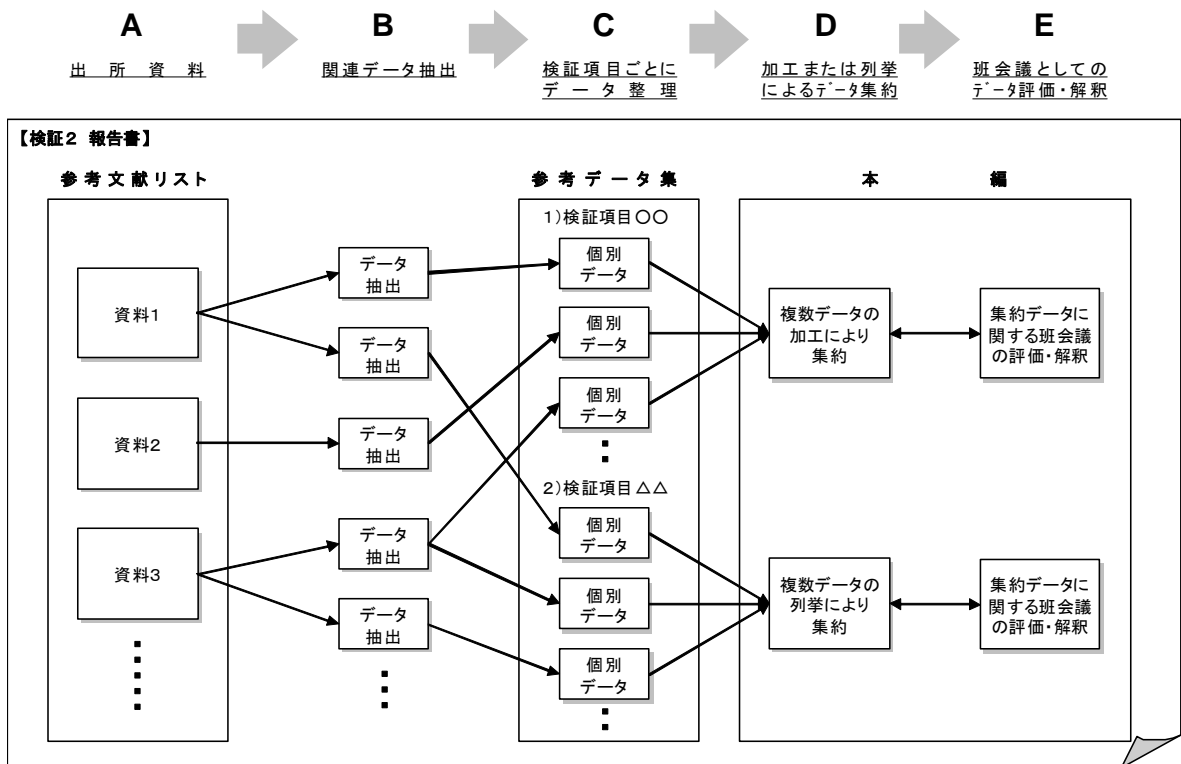 A
B
C
D
E
出所資料
関連データ抽出
検証項目ごとに
データ整理
加工または列挙
によるデータ集約
班会議としての
データ評価・解釈
【検証2 報告書】
参考文献リスト
参考データ集
本編
資料1
資料2
資料3
データ
抽出
データ
抽出
データ
抽出
データ
抽出
データ
抽出
1)検証項目○○
個別
データ
個別
データ
個別
データ
2)検証項目△△
個別
データ
個別
データ
個別
データ
複数データの
加工により
集約
集約データに
関する班会議
の評価・解釈
複数データの
列挙により
集約
集約データに
関する班会議
の評価・解釈